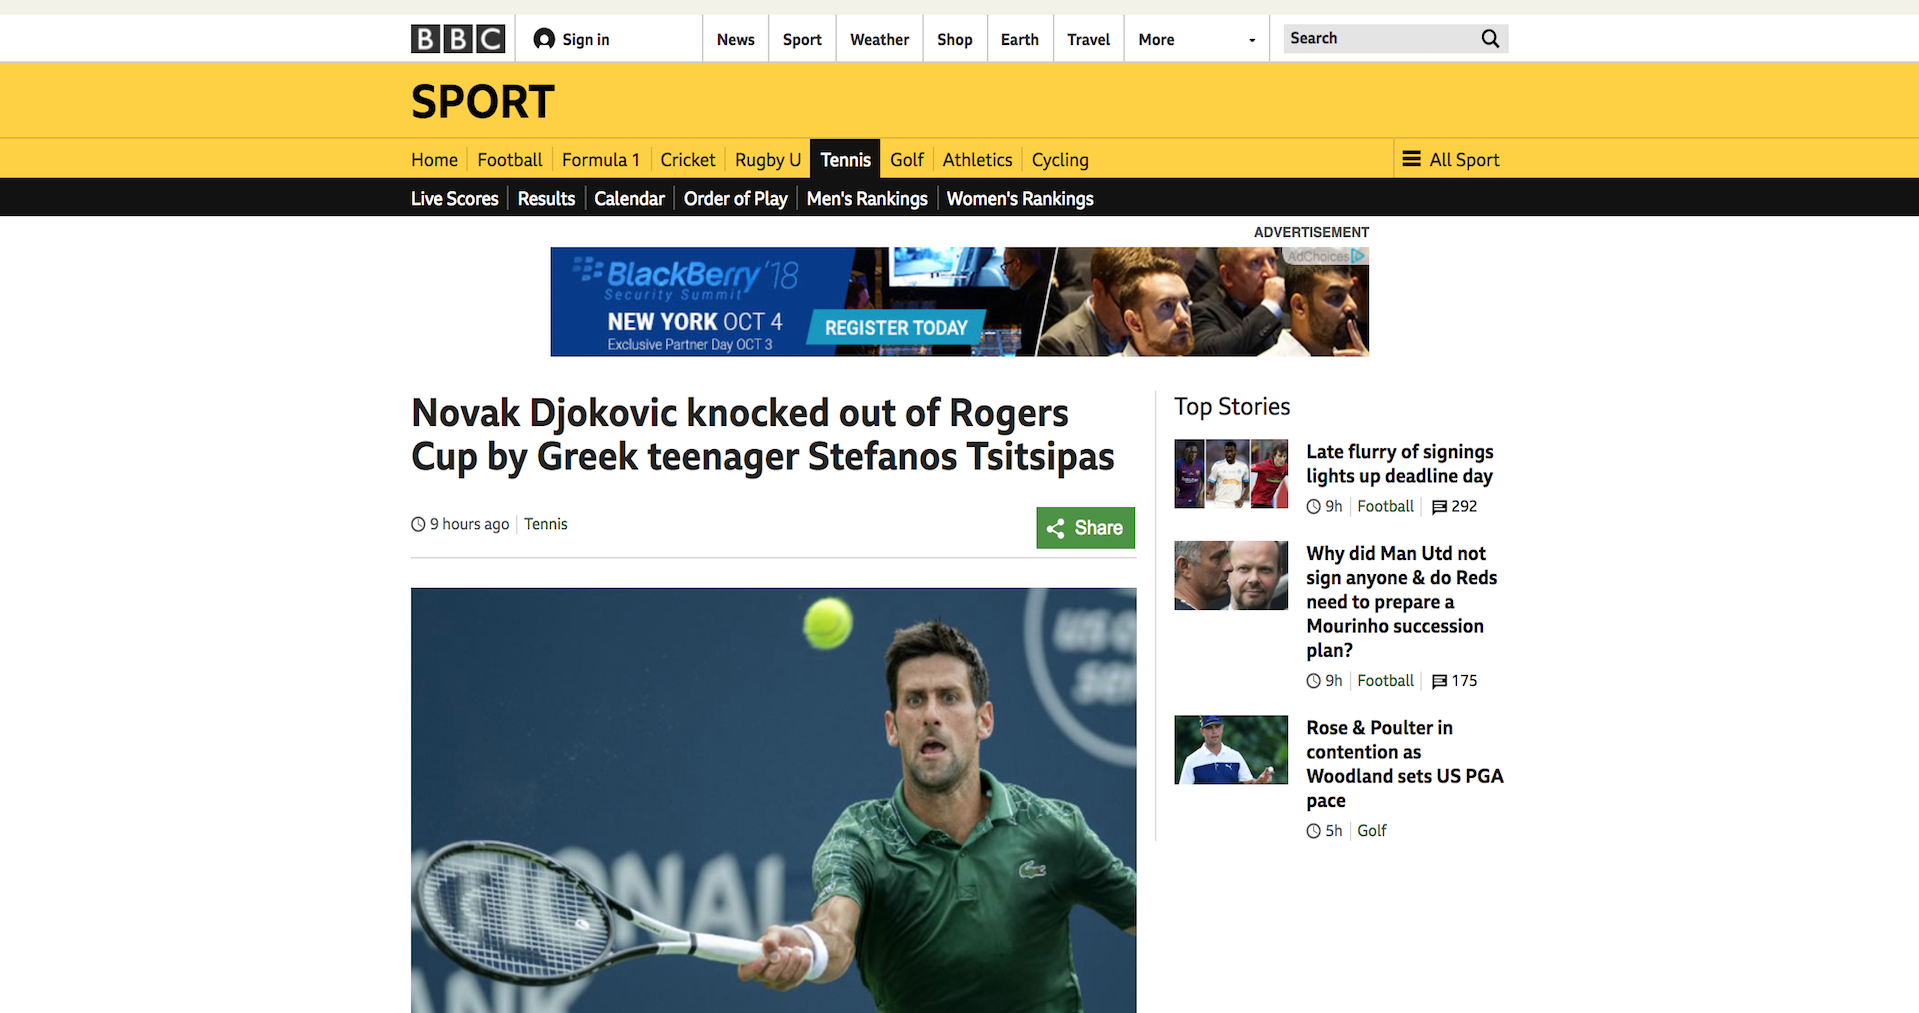 BBC
Sign in
News
Sport
Weather
Shop
Earth
Travel
More
Search
SPORT
Home
Football
Formula 1
Cricket
Rugby U
Tennis
Golf
Athletics
Cycling
All Sport
Live Scores
Results
Calendar
Order of Play
Men's Rankings
Women's Rankings
ADVERTISEMENT
AdChoices
BlackBerry '18
Security Summit
NEW YORK OCT 4
Exclusive Partner Day OCT 3
REGISTER TODAY
Novak Djokovic knocked out of Rogers
Cup by Greek teenager Stefanos Tsitsipas
9 hours ago
Tennis
Share
Top Stories
Late flurry of signings
lights up deadline day
9h
Football
292
Why did Man Utd not
sign anyone & do Reds
need to prepare a
Mourinho succession
plan?
9h
Football
175
Rose & Poulter in
contention as
Woodland sets US PGA
pace
5h
Golf